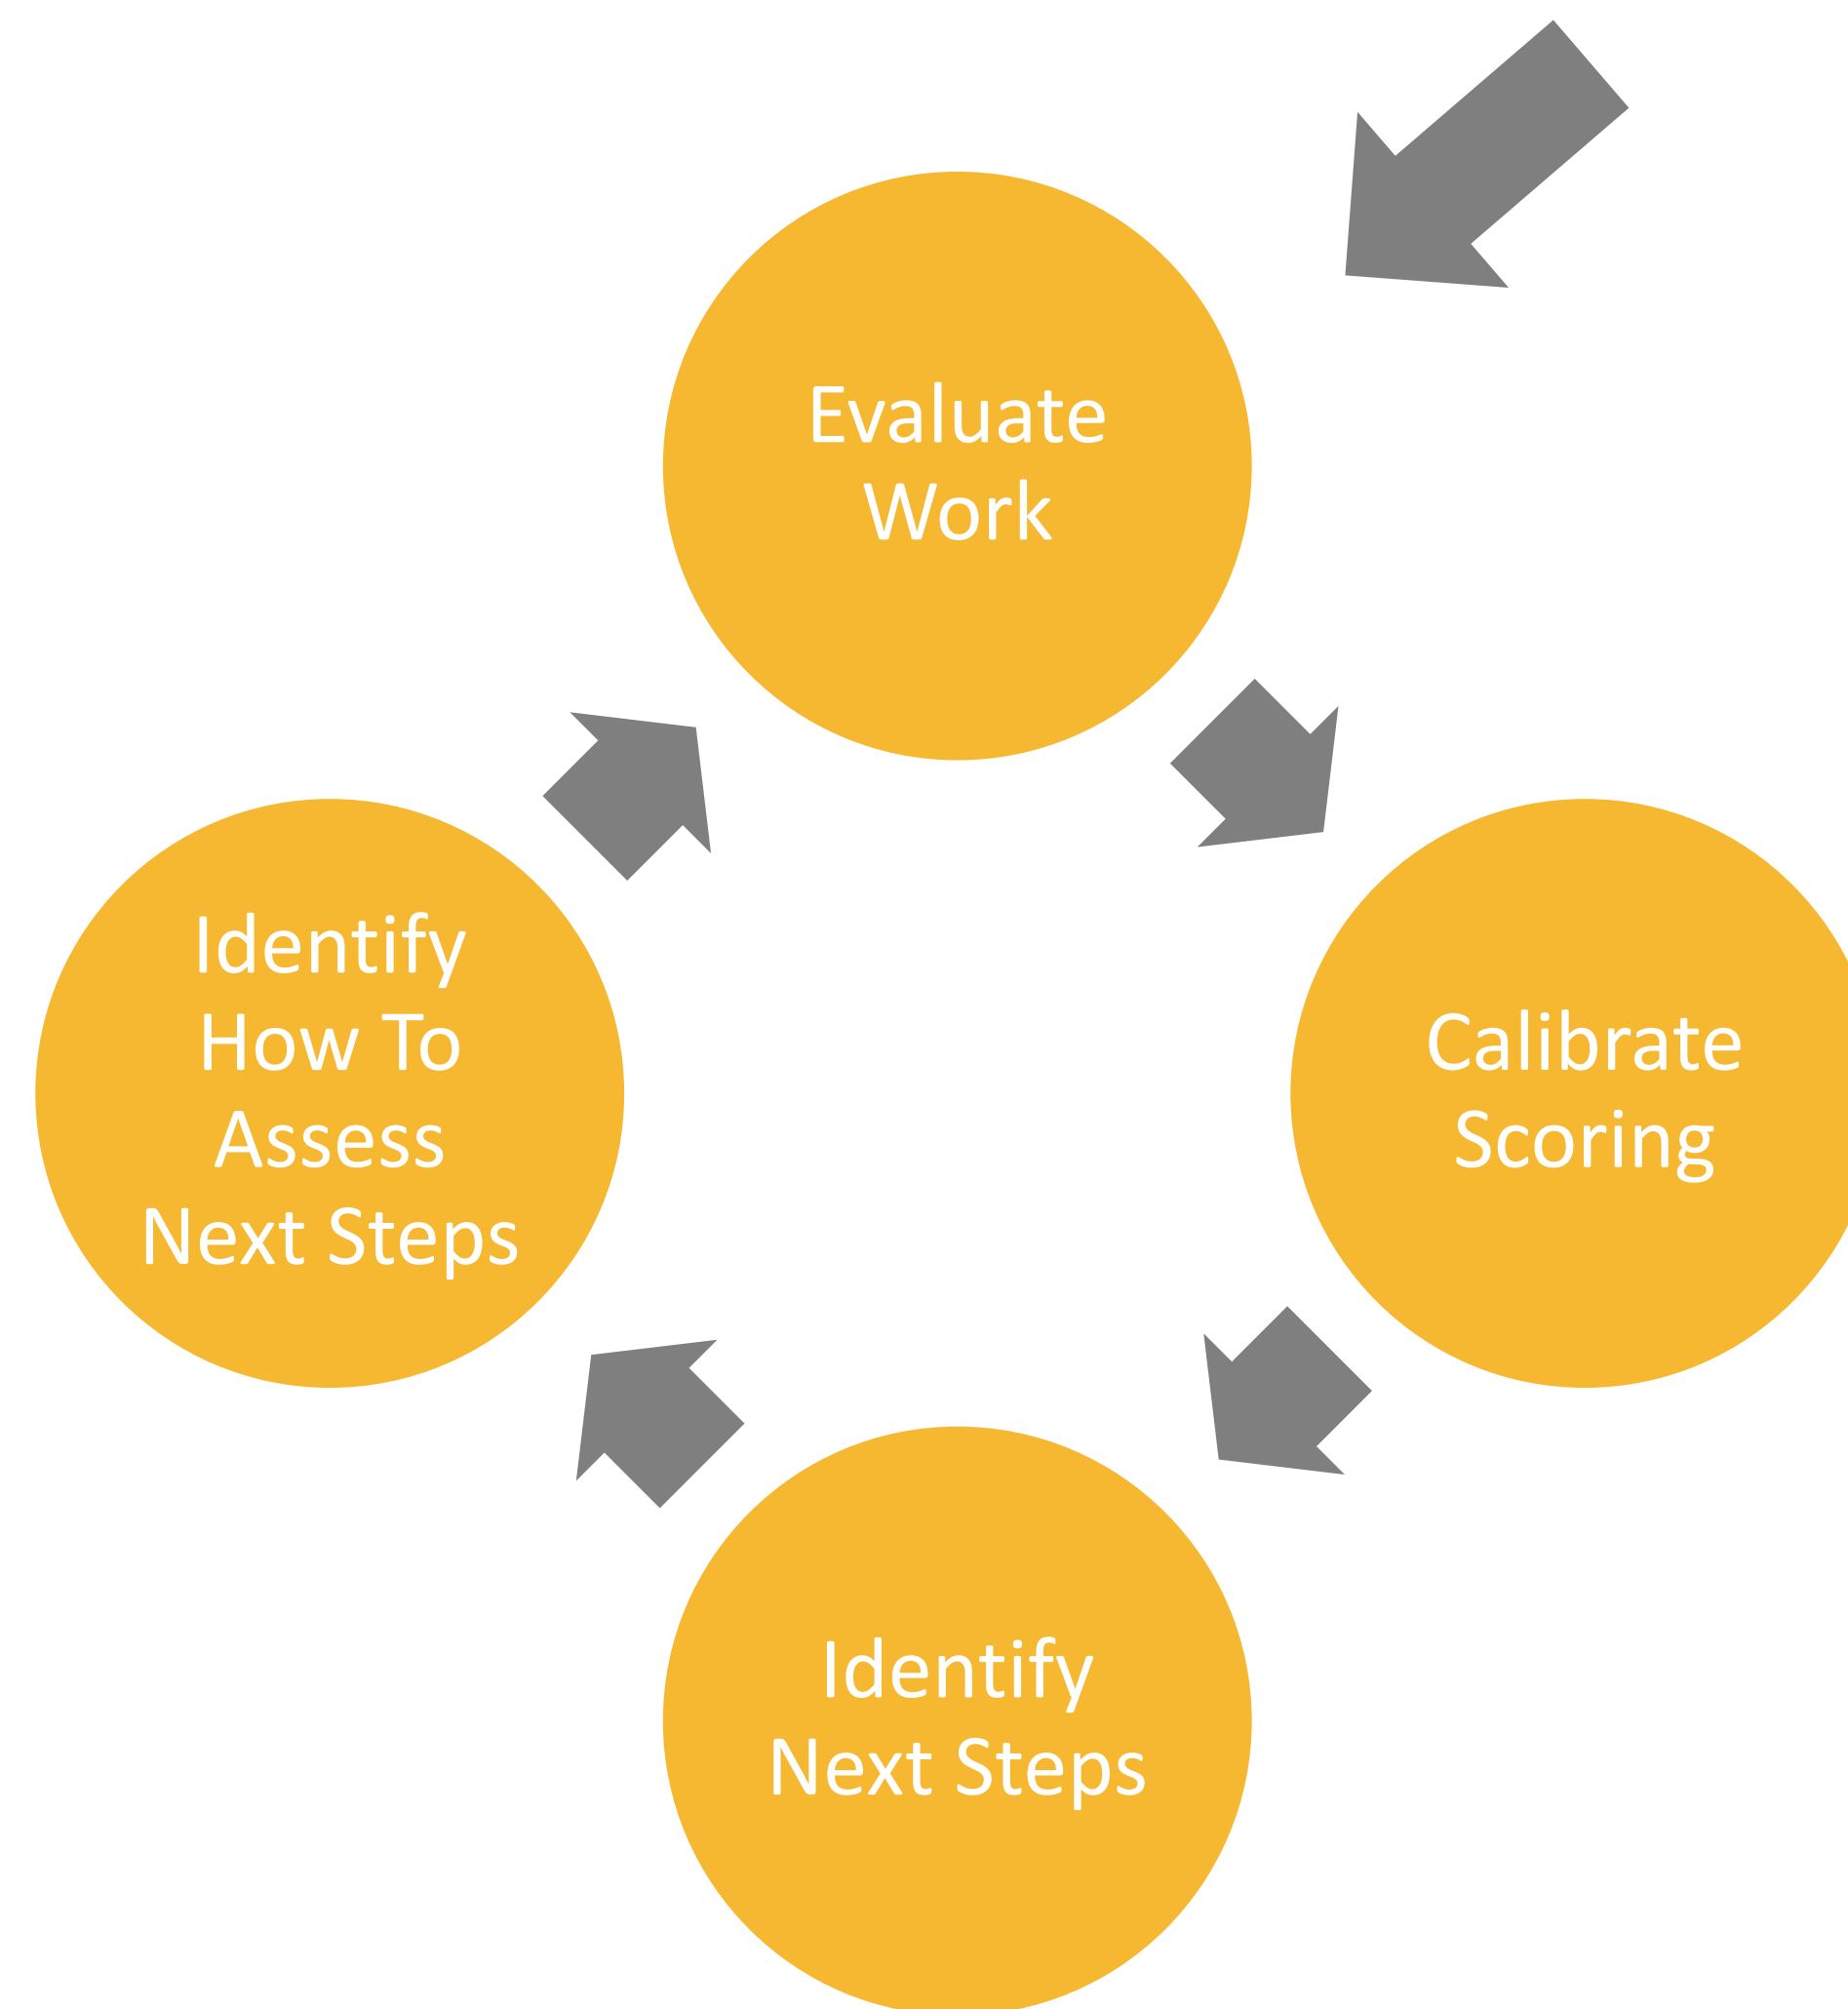 Evaluate
Work
Calibrate
Scoring
Identify
Next Steps
Identify
How To
Assess
Next Steps